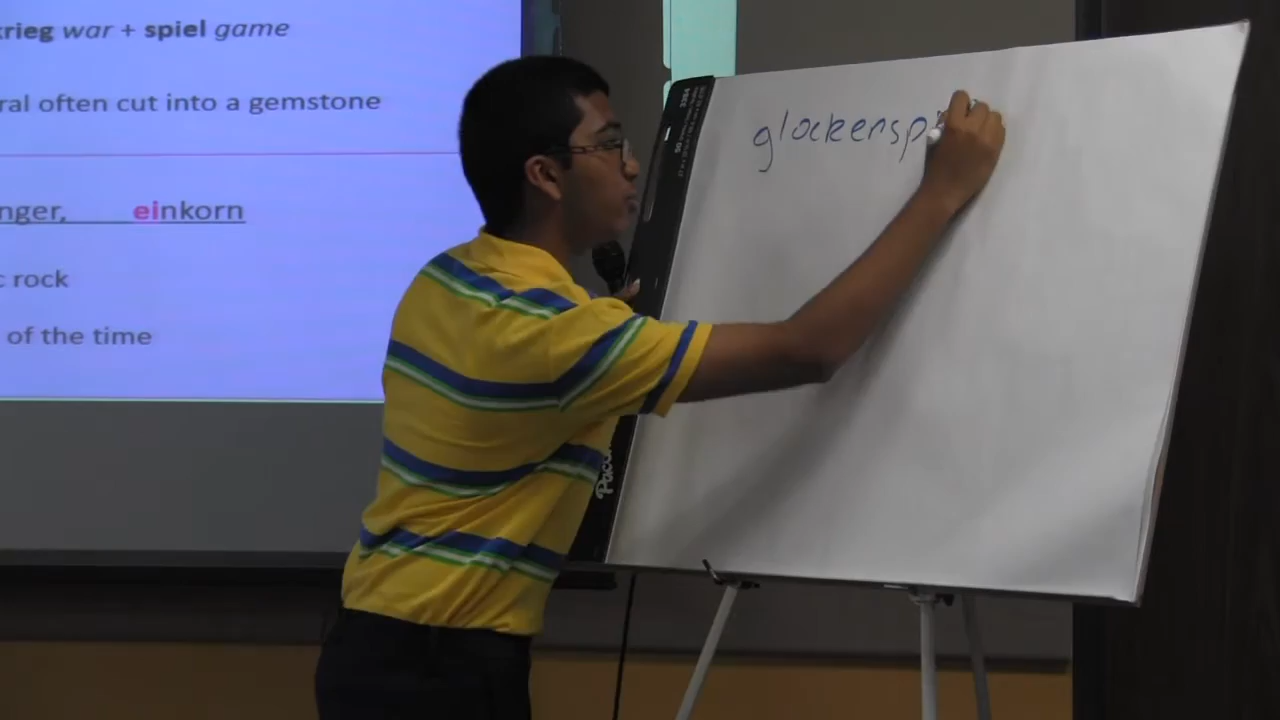 krieg war + spiel game
ral often cut into a gemstone
nger, einkorn
c rock
of the time
glockensp